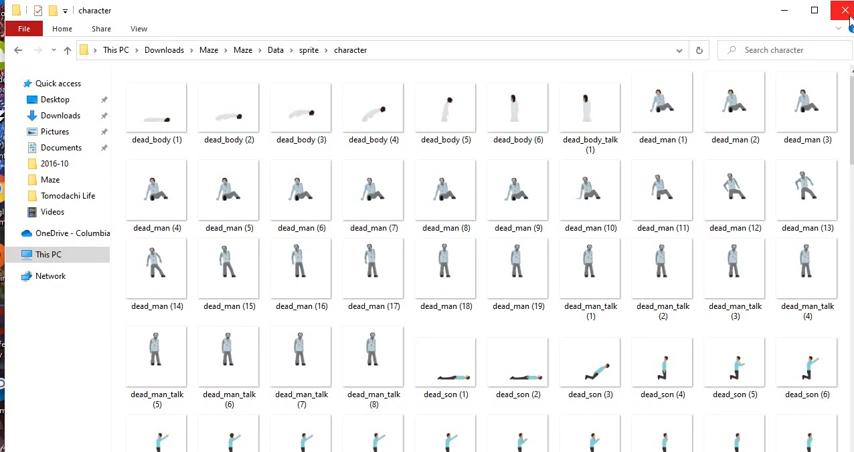 character
File Home Share View
This PC Downloads Maze Maze Data sprite character
Search character
Quick access
Desktop
Downloads
Pictures
Documents
2016-10
Maze
Tomodachi Life
Videos
OneDrive - Columbia
This PC
Network
dead_body (1) dead_body (2) dead_body (3) dead_body (4) dead_body (5) dead_body (6) dead_body_talk (1) dead_man (1) dead_man (2) dead_man (3)
dead_man (4) dead_man (5) dead_man (6) dead_man (7) dead_man (8) dead_man (9) dead_man (10) dead_man (11) dead_man (12) dead_man (13)
dead_man (14) dead_man (15) dead_man (16) dead_man (17) dead_man (18) dead_man (19) dead_man_talk (1) dead_man_talk (2) dead_man_talk (3) dead_man_talk (4)
dead_man_talk (5) dead_man_talk (6) dead_man_talk (7) dead_man_talk (8) dead_son (1) dead_son (2) dead_son (3) dead_son (4) dead_son (5) dead_son (6)